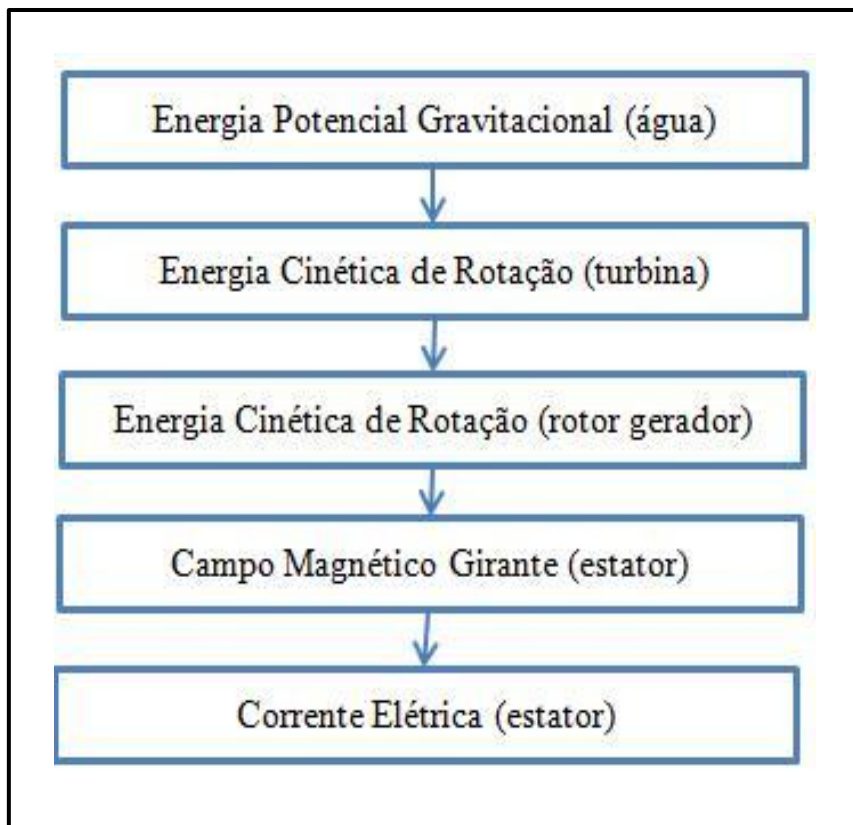 Energia Potencial Gravitacional (água)
Energia Cinética de Rotação (turbina)
Energia Cinética de Rotação (rotor gerador)
Campo Magnético Girante (estator)
Corrente Elétrica (estator)